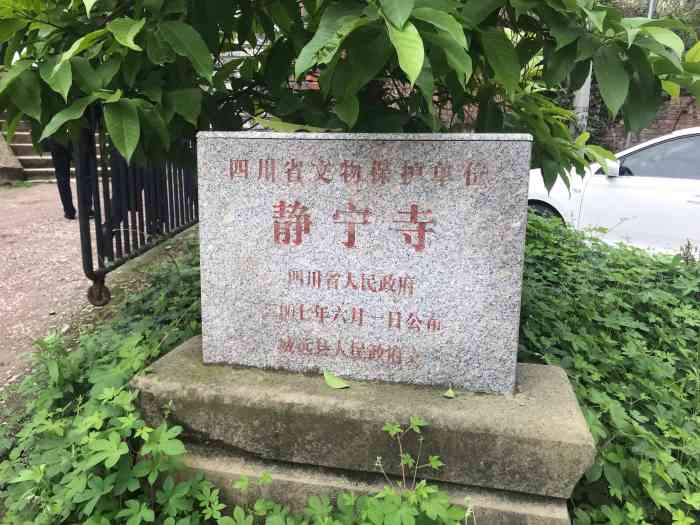 四川省文物保护单位
静宁寺
四川省人民政府
二〇〇七年六月一日公布
威远县人民政府立